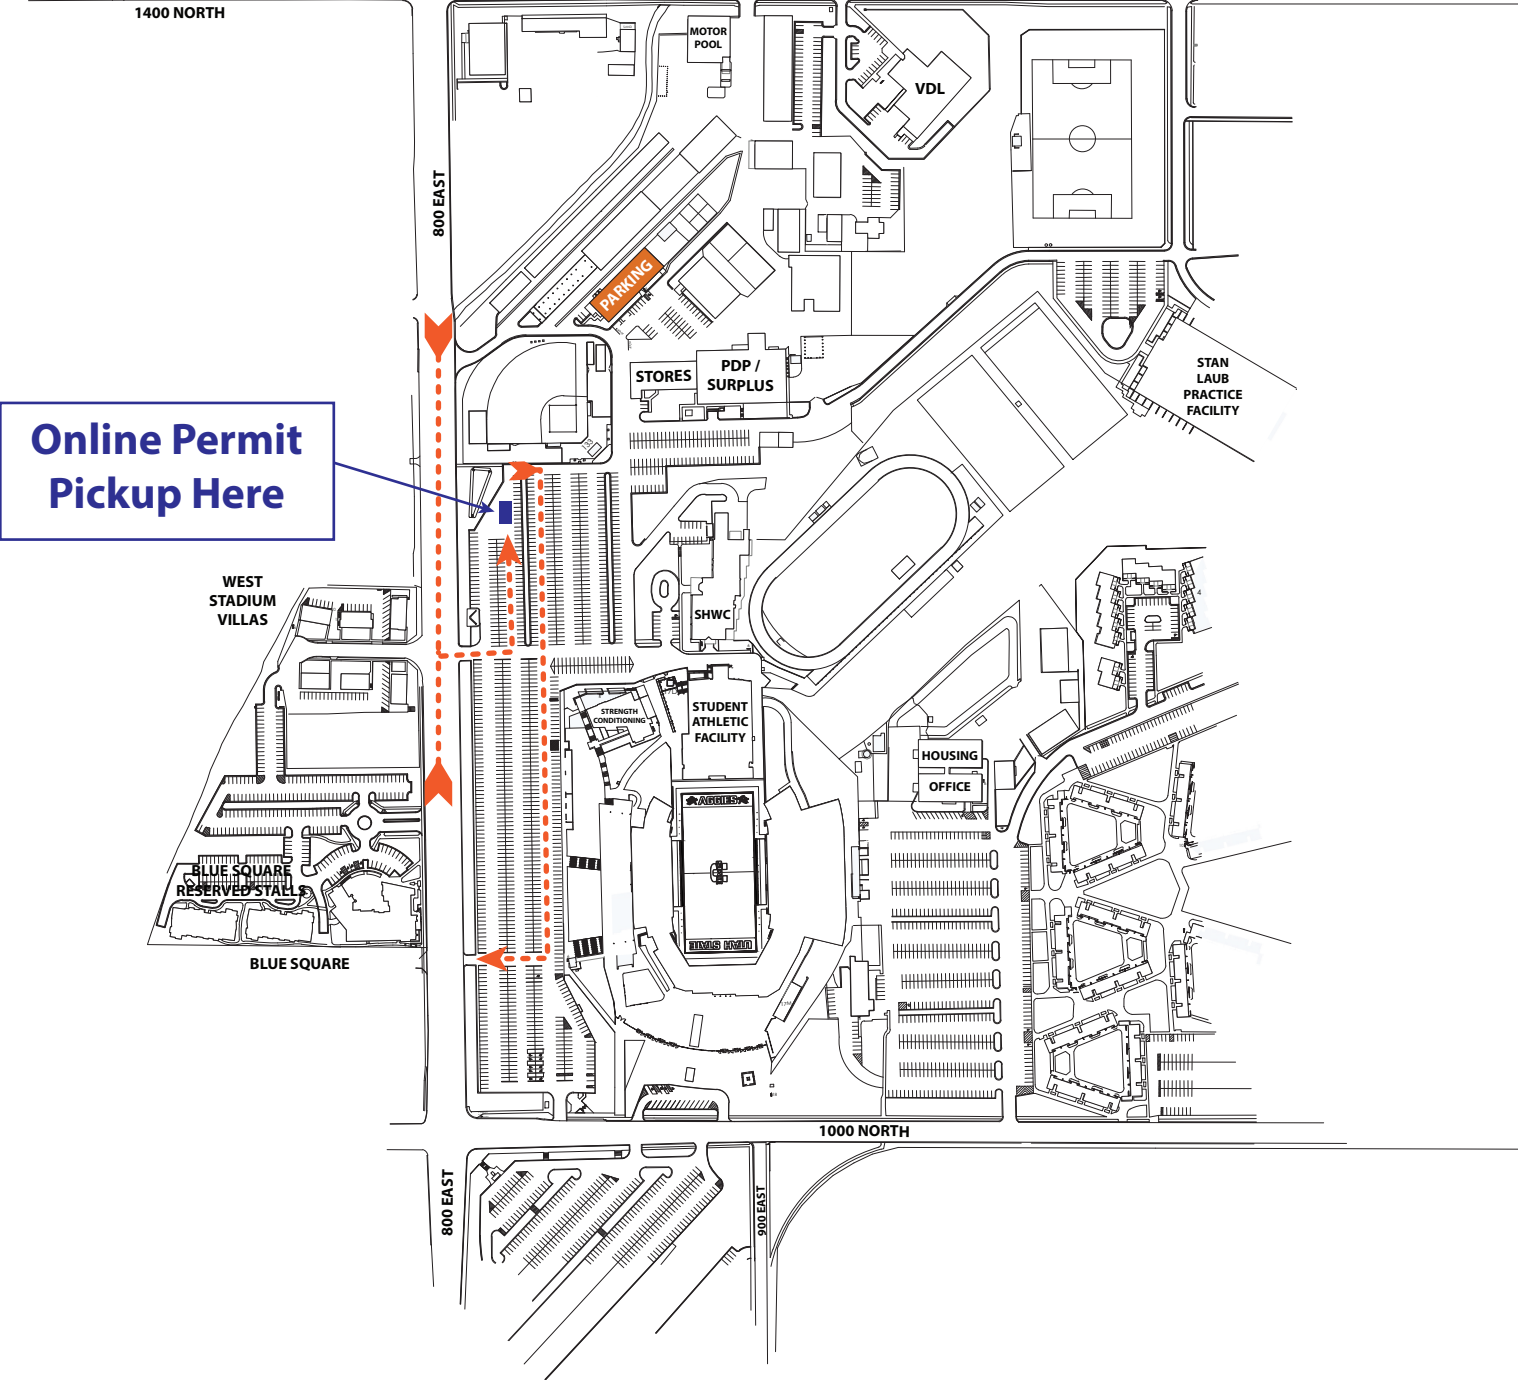 1400 NORTH
MOTOR
POOL
VDL
800 EAST
PARKING
STORES
PDP /
SURPLUS
STAN
LAUB
PRACTICE
FACILITY
Online Permit
Pickup Here
133
WEST
STADIUM
VILLAS
SHWC
4
STRENGTH
CONDITIONING
STUDENT
ATHLETIC
FACILITY
HOUSING
OFFICE
AGGIES
BLUE SQUARE
RESERVED STALLS
UTAH STATE
BLUE SQUARE
1000 NORTH
800 EAST
900 EAST